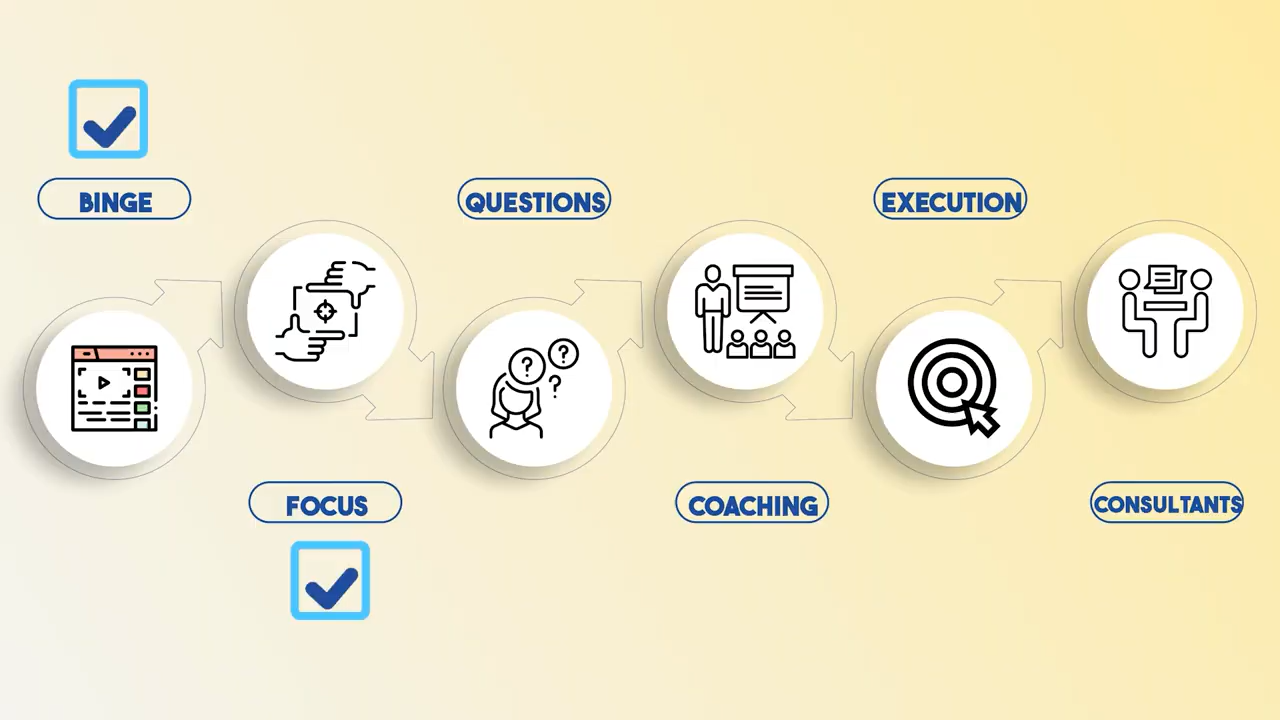 BINGE
FOCUS
QUESTIONS
COACHING
EXECUTION
CONSULTANTS
? ? ?